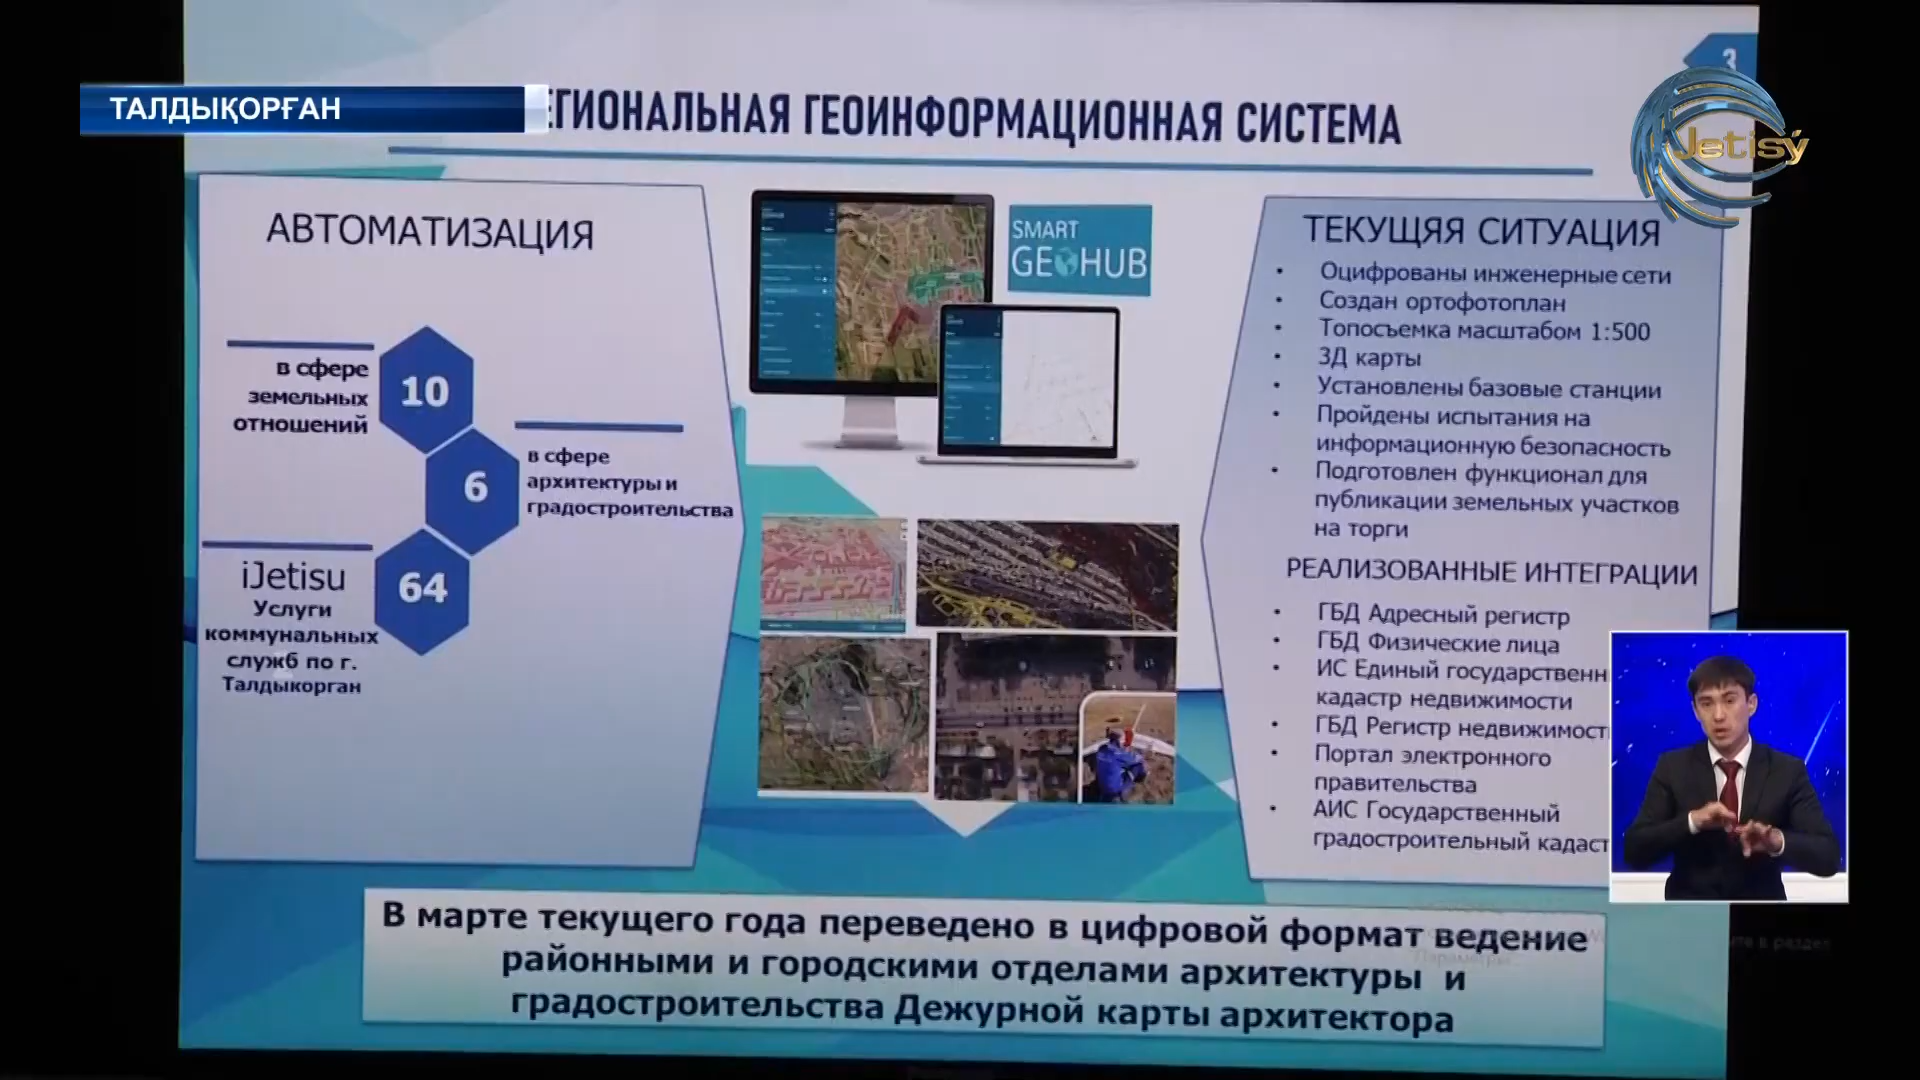 3
ТАЛДЫҚОРҒАН
ЕГИОНАЛЬНАЯ ГЕОИНФОРМАЦИОННАЯ СИСТЕМА
Jetisý
АВТОМАТИЗАЦИЯ
в сфере
земельных
отношений
10
6
в сфере
архитектуры и
градостроительства
iJetisu
Услуги
коммунальных
служб по г.
Талдыкорган
64
SMART
GEOHUB
ТЕКУЩЯЯ СИТУАЦИЯ
• Оцифрованы инженерные сети
• Создан ортофотоплан
• Топосъемка масштабом 1:500
• 3Д карты
• Установлены базовые станции
• Пройдены испытания на
информационную безопасность
• Подготовлен функционал для
публикации земельных участков
на торги
РЕАЛИЗОВАННЫЕ ИНТЕГРАЦИИ
• ГБД Адресный регистр
• ГБД Физические лица
• ИС Единый государственн
кадастр недвижимости
• ГБД Регистр недвижимост
• Портал электронного
правительства
• АИС Государственный
градостроительный кадаст
В марте текущего года переведено в цифровой формат ведение
районными и городскими отделами архитектуры и
градостроительства Дежурной карты архитектора